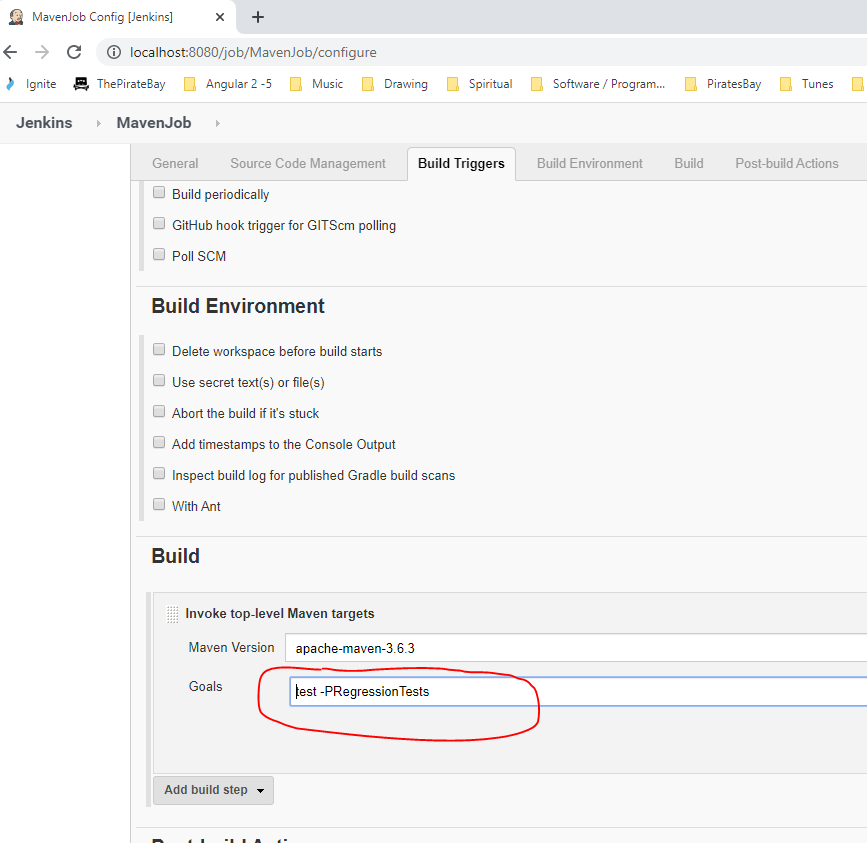 MavenJob Config [Jenkins]
localhost:8080/job/MavenJob/configure
Ignite ThePirateBay Angular 2 -5 Music Drawing Spiritual Software / Program... PiratesBay Tunes
Jenkins MavenJob
General Source Code Management Build Triggers Build Environment Build Post-build Actions
Build periodically
GitHub hook trigger for GITScm polling
Poll SCM
Build Environment
Delete workspace before build starts
Use secret text(s) or file(s)
Abort the build if it's stuck
Add timestamps to the Console Output
Inspect build log for published Gradle build scans
With Ant
Build
Invoke top-level Maven targets
Maven Version apache-maven-3.6.3
Goals test -PRegressionTests
Add build step